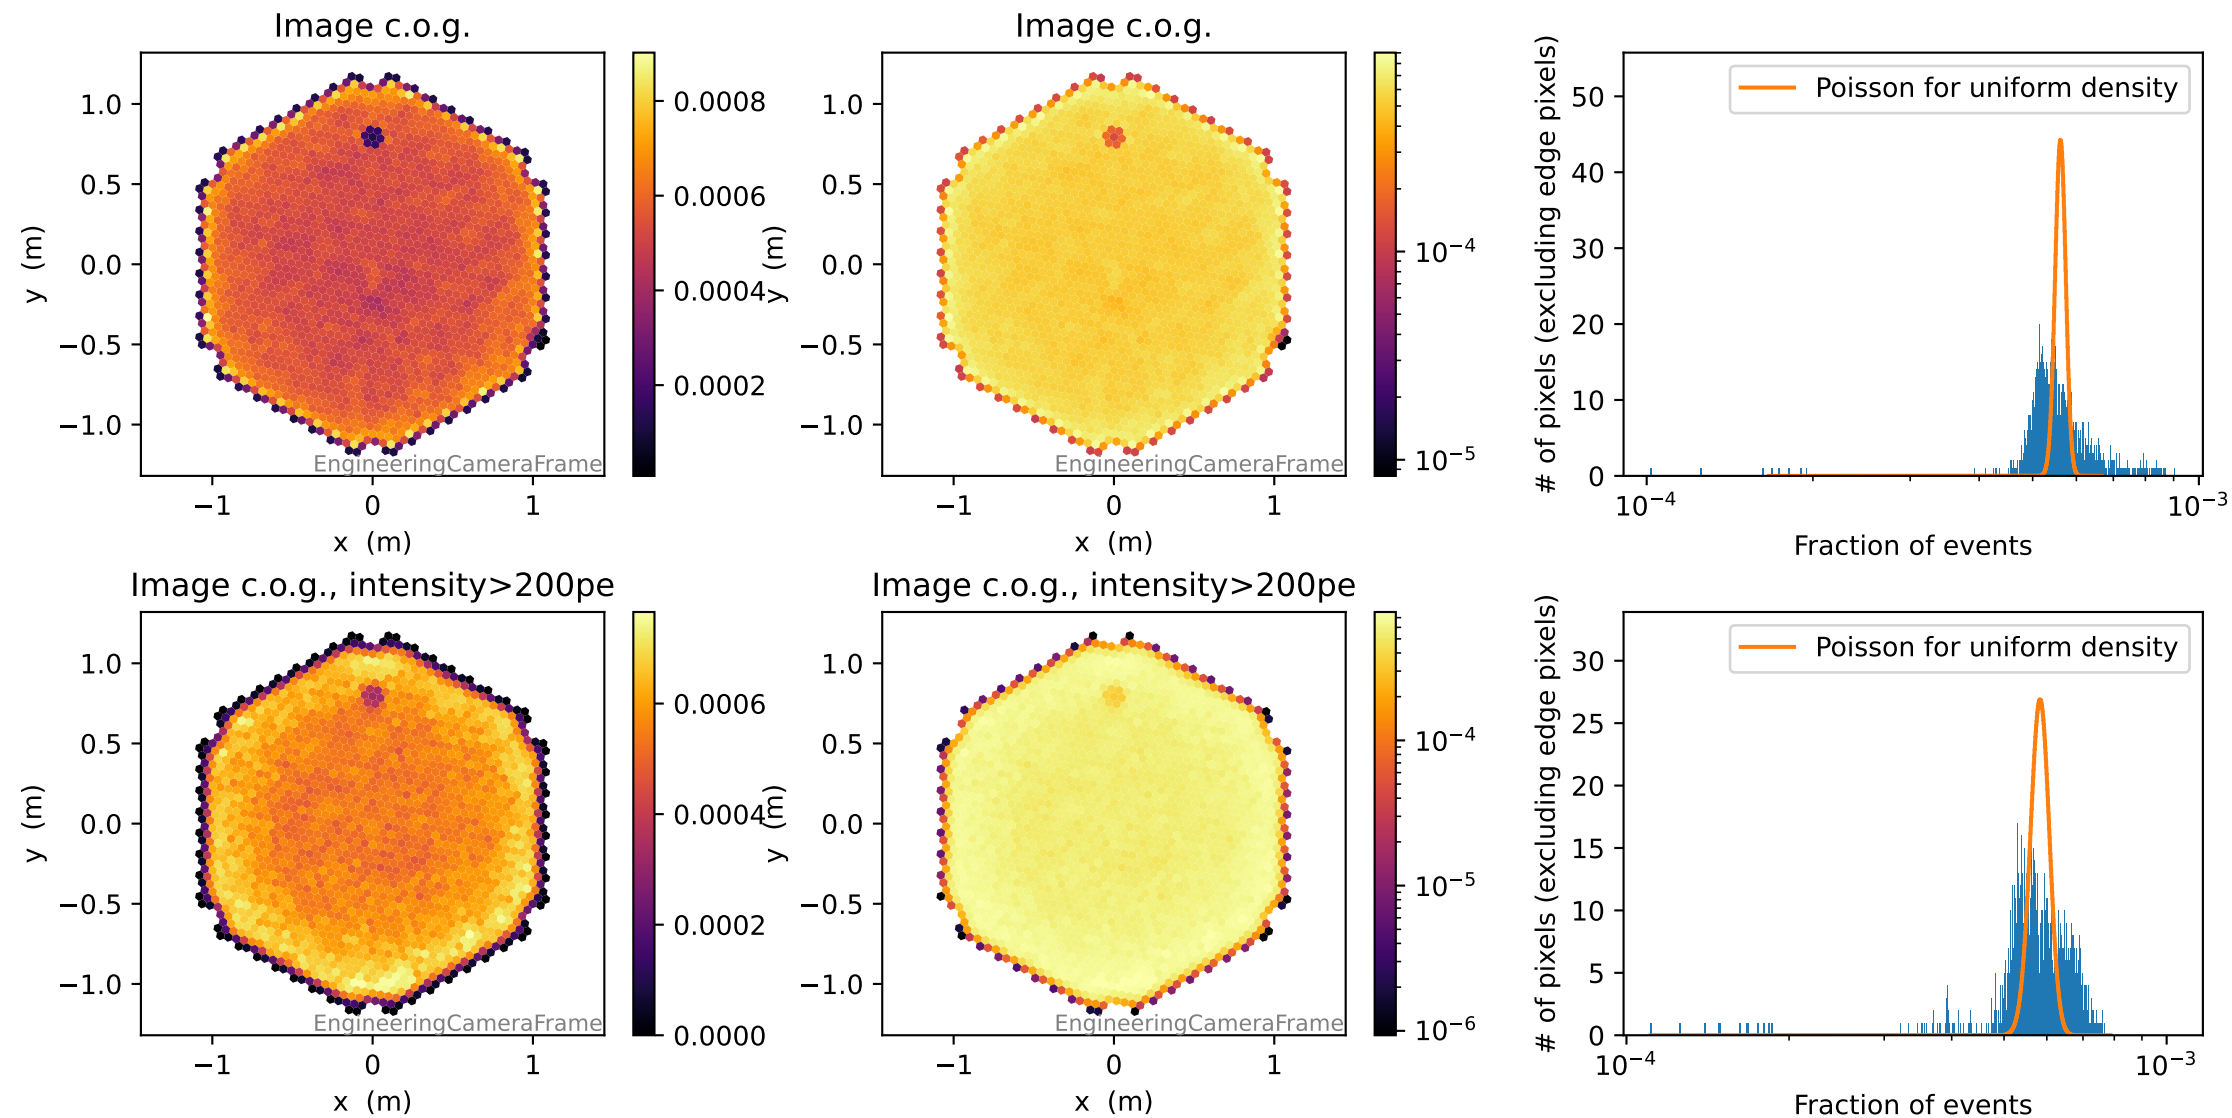 Image c.o.g.
y (m)
1.0
0.5
0.0
−0.5
−1.0
EngineeringCameraFrame
−1 0 1
x (m)
0.0008
0.0006
0.0004
0.0002
Image c.o.g.
y (m)
1.0
0.5
0.0
−0.5
−1.0
EngineeringCameraFrame
−1 0 1
x (m)
10⁻⁴
10⁻⁵
# of pixels (excluding edge pixels)
50
40
30
20
10
0
Poisson for uniform density
10⁻⁴ 10⁻³
Fraction of events
Image c.o.g., intensity>200pe
y (m)
1.0
0.5
0.0
−0.5
−1.0
EngineeringCameraFrame
−1 0 1
x (m)
0.0006
0.0004
0.0002
0.0000
Image c.o.g., intensity>200pe
y (m)
1.0
0.5
0.0
−0.5
−1.0
EngineeringCameraFrame
−1 0 1
x (m)
10⁻⁴
10⁻⁵
10⁻⁶
# of pixels (excluding edge pixels)
30
25
20
15
10
5
0
Poisson for uniform density
10⁻⁴ 10⁻³
Fraction of events